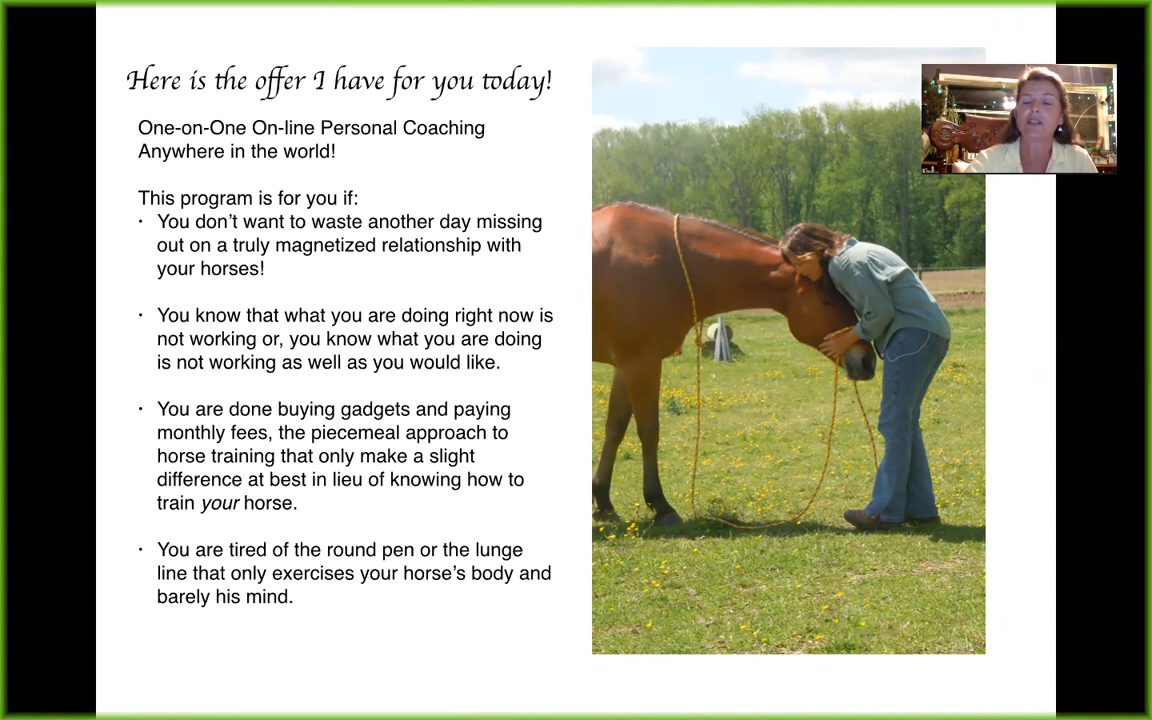 Here is the offer I have for you today!
One-on-One On-line Personal Coaching
Anywhere in the world!
This program is for you if:
· You don’t want to waste another day missing
out on a truly magnetized relationship with
your horses!
· You know that what you are doing right now is
not working or, you know what you are doing
is not working as well as you would like.
· You are done buying gadgets and paying
monthly fees, the piecemeal approach to
horse training that only make a slight
difference at best in lieu of knowing how to
train your horse.
· You are tired of the round pen or the lunge
line that only exercises your horse’s body and
barely his mind.